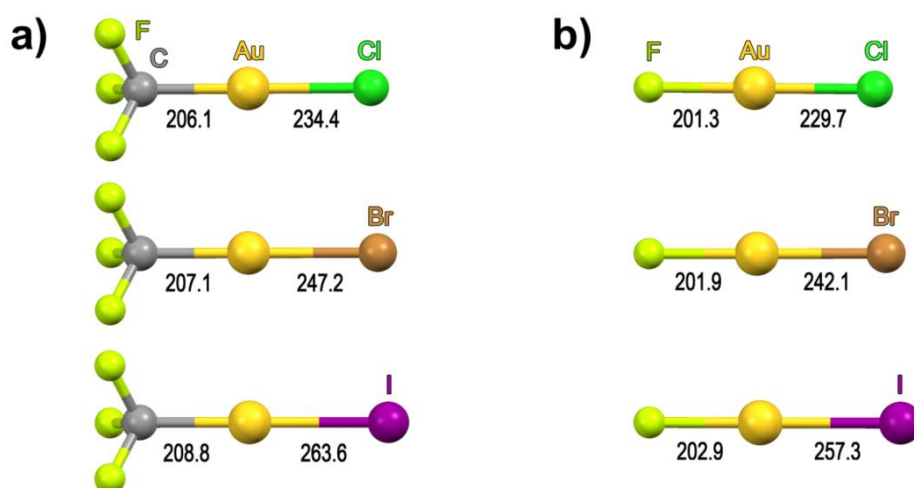 a)
F
C
Au
Cl
206.1
234.4
Br
207.1
247.2
I
208.8
263.6
b)
F
Au
Cl
201.3
229.7
Br
201.9
242.1
I
202.9
257.3